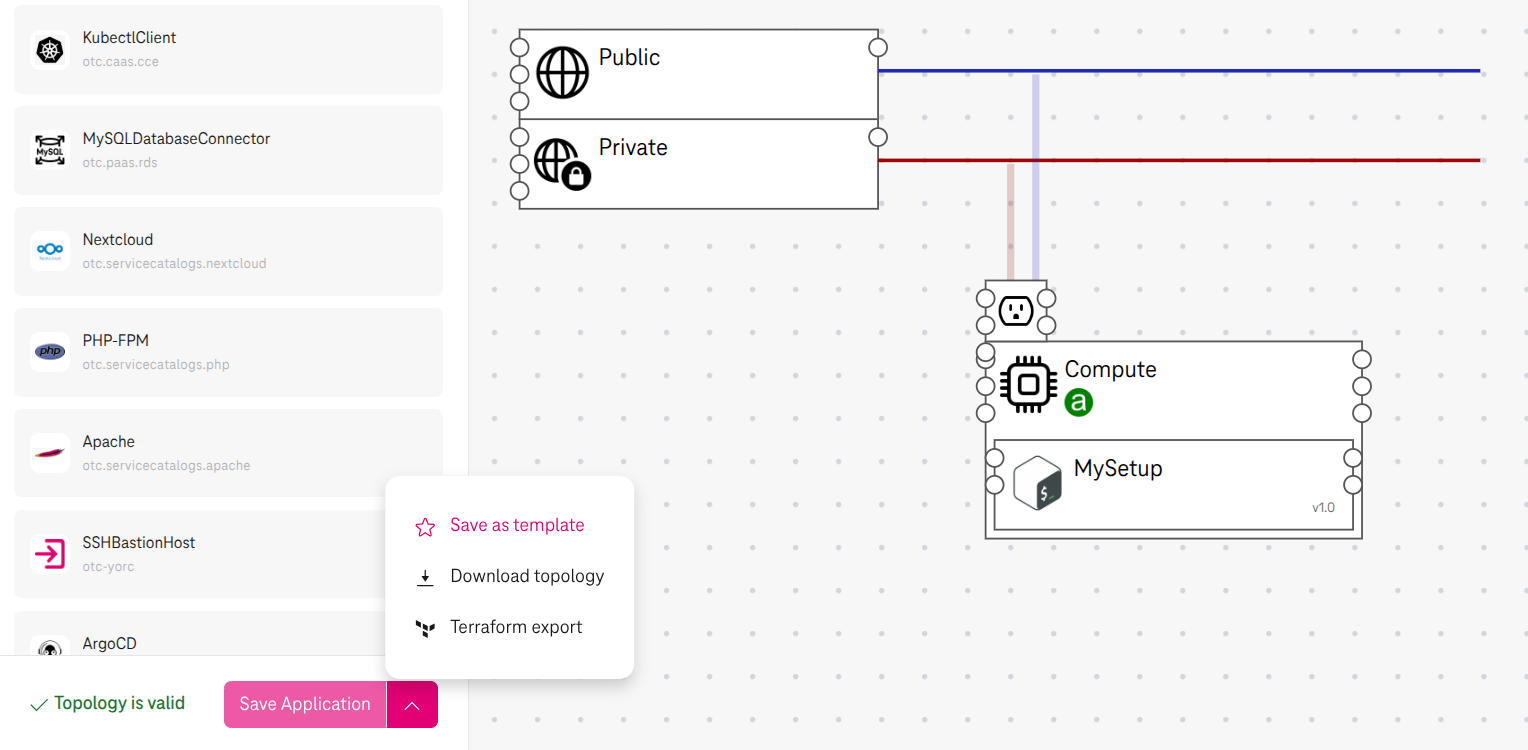 KubectlClient
otc.caas.cce
MySQL
MySQLDatabaseConnector
otc.paas.rds
Nextcloud
Nextcloud
otc.servicecatalogs.nextcloud
php
PHP-FPM
otc.servicecatalogs.php
Apache
otc.servicecatalogs.apache
SSHBastionHost
otc-yorc
ArgoCD
Topology is valid
Save Application
Save as template
Download topology
Terraform export
Public
Private
Compute
a
$_
MySetup
v1.0